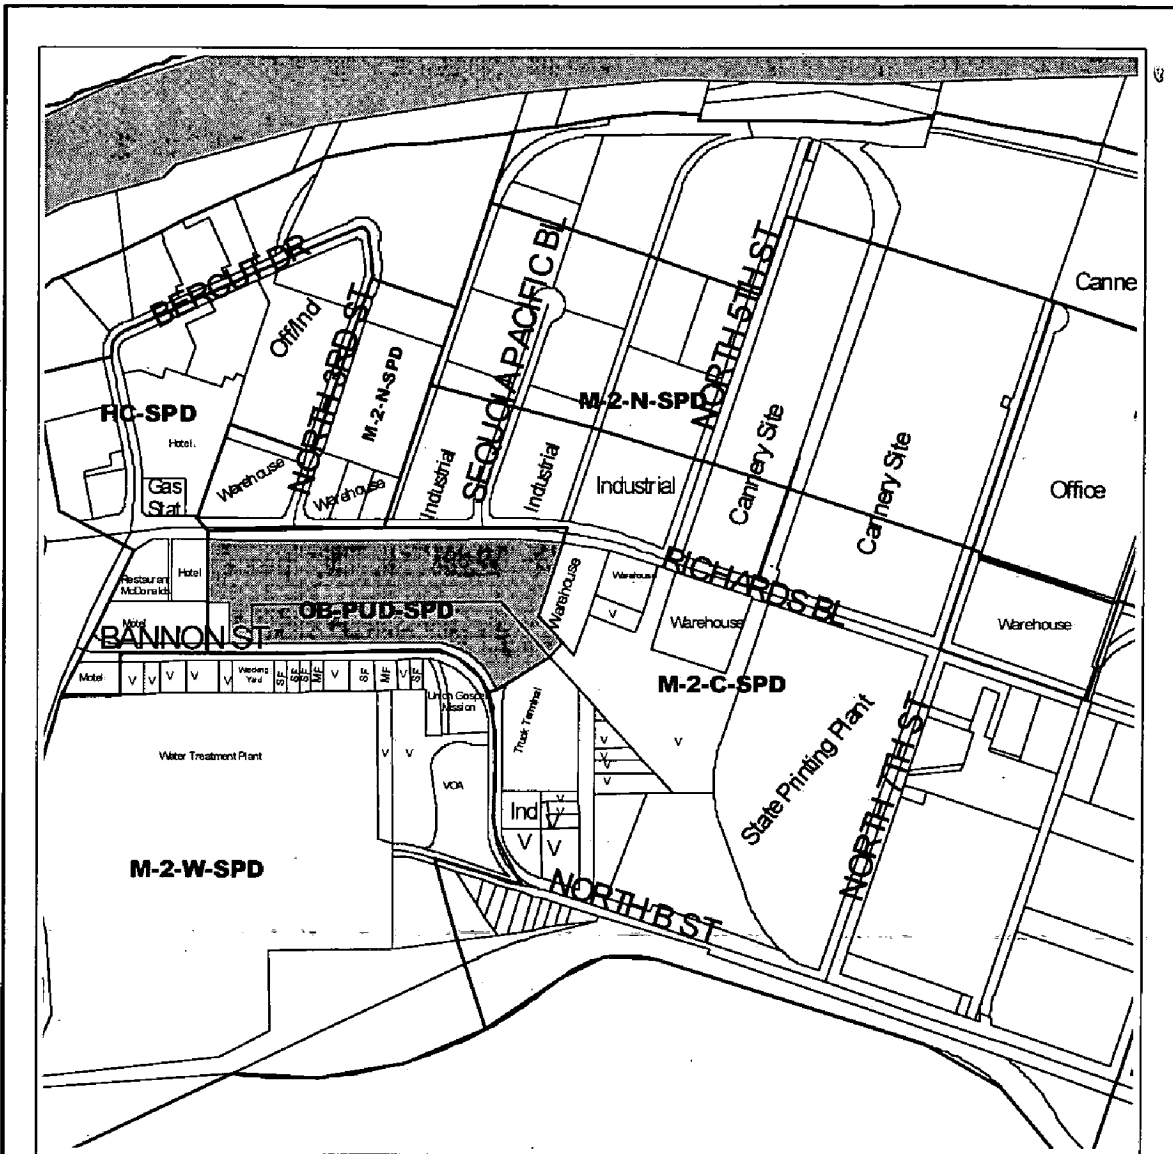 BERCUT DR
Off/Ind
NORTH 3RD ST
M-2-N-SPD
SEQUOIA PACIFIC BL
NORTH 5TH ST
Canne
HC-SPD
Hotel
M-2-N-SPD
Gas
Stat
Warehouse
Warehouse
Industrial
Industrial
Industrial
Cannery Site
Cannery Site
Office
RICHARDS BL
Restauran
McDonalds
Hotel
OB-PUD-SPD
Warehouse
Warehouse
V
Warehouse
Warehouse
Motel
BANNON ST
Motel
V
V
V
V
V
Wrecking
Yard
SF
SF
SF
MF
V
SF
MF
V
SF
Union Gospel
Mission
Truck Terminal
M-2-C-SPD
V
Water Treatment Plant
V
V
VOA
V
V
V
V
State Printing Plant
NORTH 7TH ST
Ind
V
V
V
V
V
M-2-W-SPD
NORTH B ST